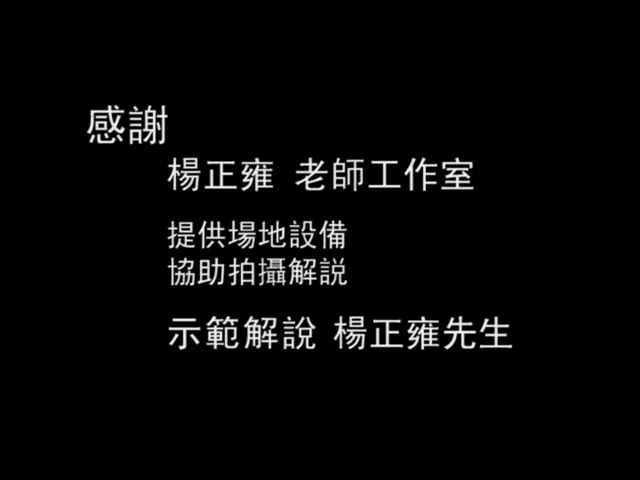 感謝
楊正雍 老師工作室
提供場地設備
協助拍攝解說
示範解說 楊正雍先生